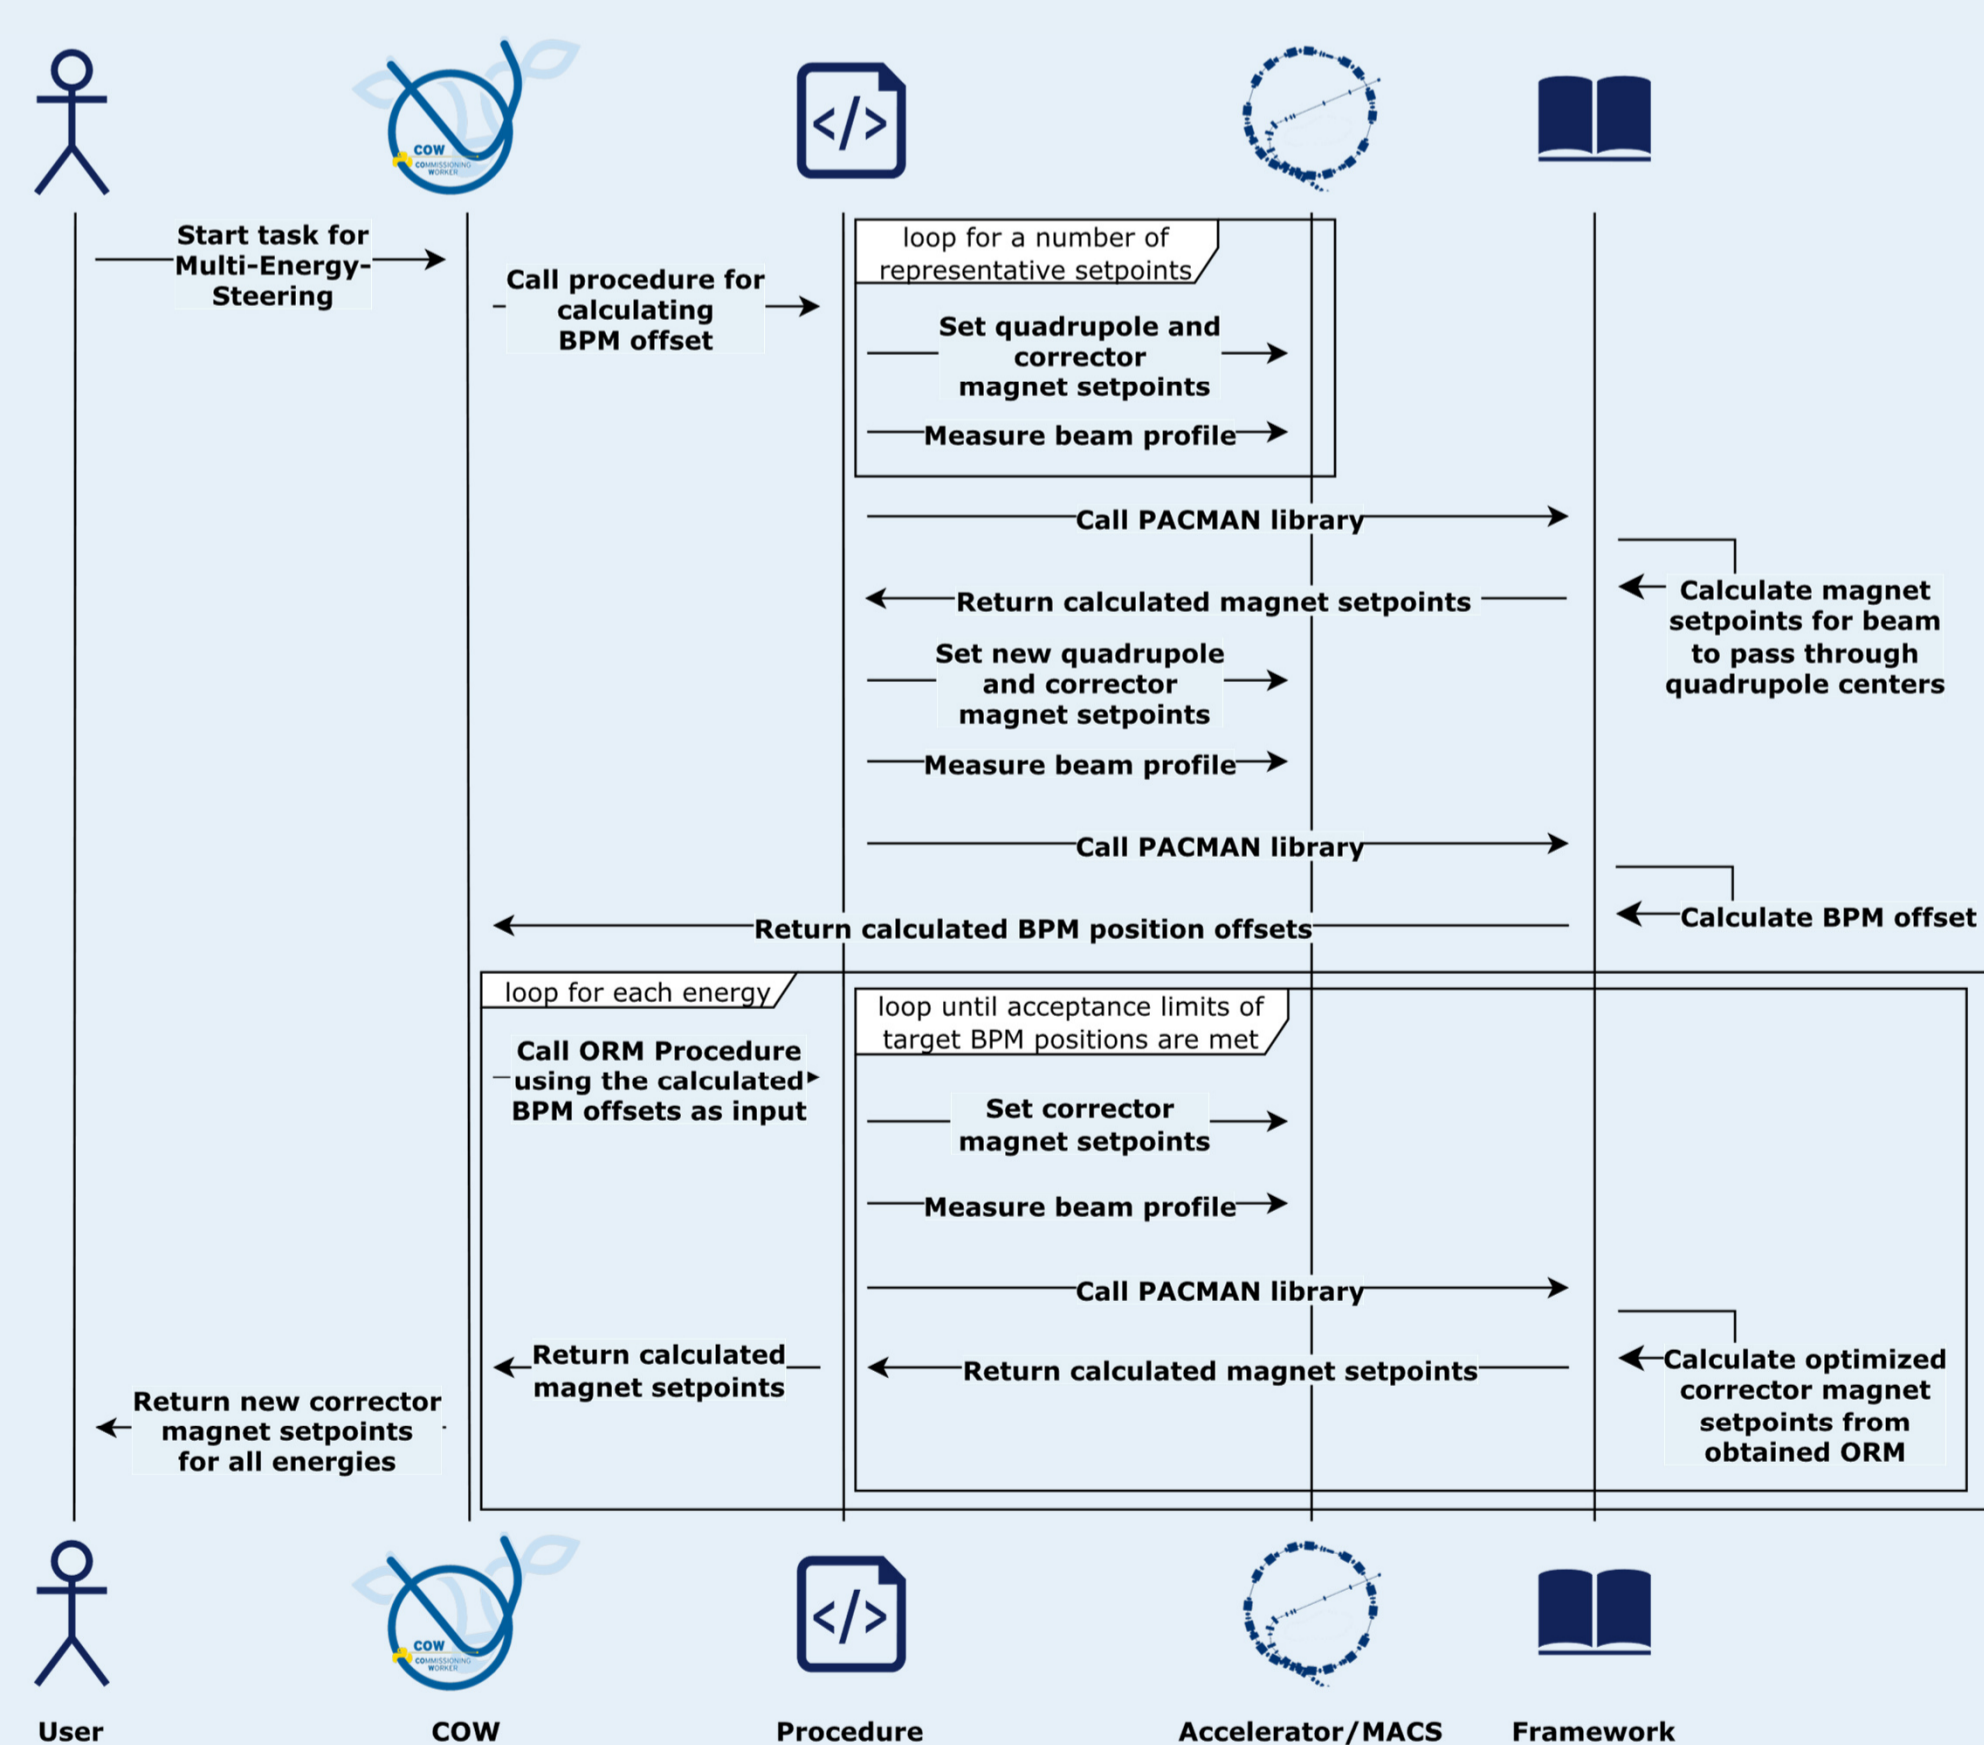 COW
COMMISSIONING
WORKER
</>
Start task for
Multi-Energy-
Steering
Call procedure for
calculating
BPM offset
loop for a number of
representative setpoints
Set quadrupole and
corrector
magnet setpoints
Measure beam profile
Call PACMAN library
Calculate magnet
setpoints for beam
to pass through
quadrupole centers
Return calculated magnet setpoints
Set new quadrupole
and corrector
magnet setpoints
Measure beam profile
Call PACMAN library
Calculate BPM offset
Return calculated BPM position offsets
loop for each energy
loop until acceptance limits of
target BPM positions are met
Call ORM Procedure
using the calculated
BPM offsets as input
Set corrector
magnet setpoints
Measure beam profile
Call PACMAN library
Calculate optimized
corrector magnet
setpoints from
obtained ORM
Return calculated magnet setpoints
Return calculated
magnet setpoints
Return new corrector
magnet setpoints
for all energies
COW
COMMISSIONING
WORKER
</>
User
COW
Procedure
Accelerator/MACS
Framework